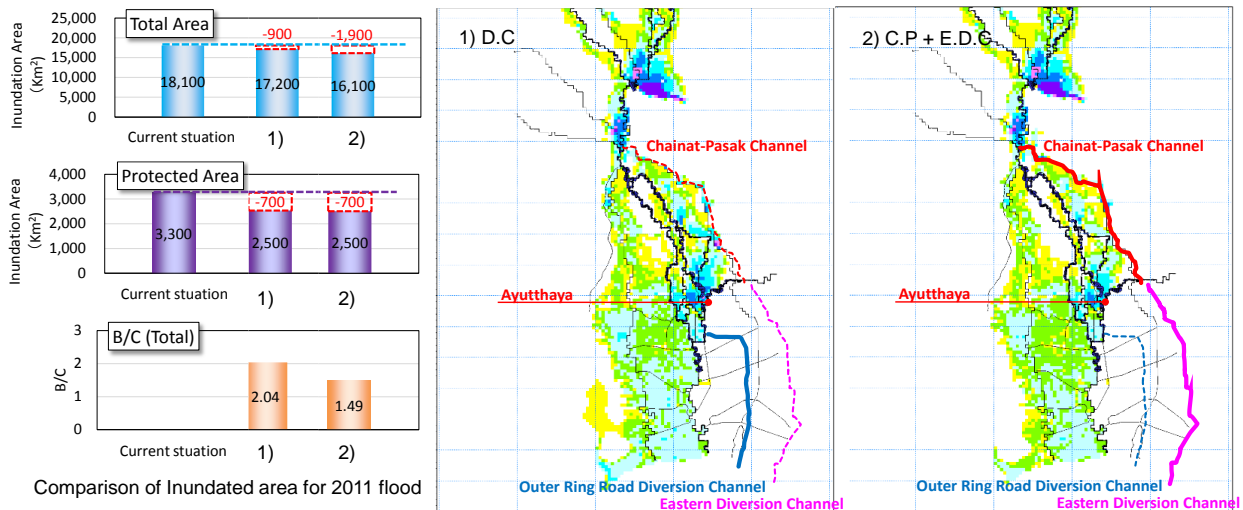 Total Area
Inundation Area
(Km²)
25,000
20,000
15,000
10,000
5,000
0
-900
-1,900
18,100
17,200
16,100
Current stuation
1)
2)
Protected Area
Inundation Area
(Km²)
4,000
3,000
2,000
1,000
0
-700
-700
3,300
2,500
2,500
Current stuation
1)
2)
B/C (Total)
B/C
3
2
1
0
2.04
1.49
Current stuation
1)
2)
Comparison of Inundated area for 2011 flood
1) D.C
Chainat-Pasak Channel
Ayutthaya
Outer Ring Road Diversion Channel
Eastern Diversion Channel
2) C.P + E.D.C
Chainat-Pasak Channel
Ayutthaya
Outer Ring Road Diversion Channel
Eastern Diversion Channel